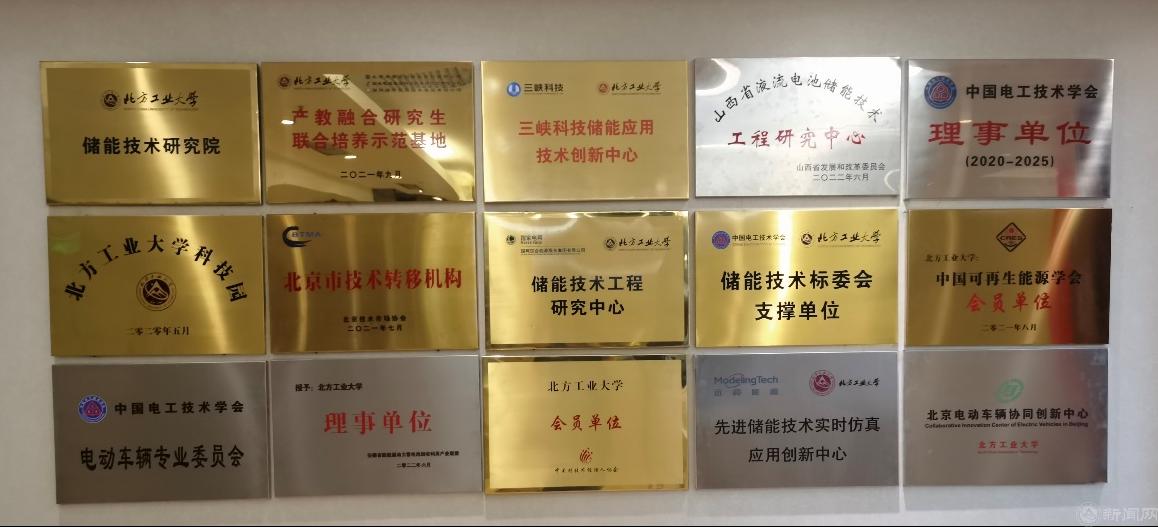 北方工业大学
储能技术研究院
北方工业大学
产教融合研究生
联合培养示范基地
二〇二一年九月
三峡科技
北方工业大学
三峡科技储能应用
技术创新中心
山西省液流电池储能技术
工程研究中心
山西省发展和改革委员会
二〇二二年六月
中国电工技术学会
理事单位
(2020-2025)
北方工业大学科技园
二零二零年五月
BTMA
北京市技术转移机构
北京技术市场协会
二〇二一年七月
国家电网
北方工业大学
储能技术工程
研究中心
中国电工技术学会
北方工业大学
储能技术标委会
支撑单位
CRES
北方工业大学:
中国可再生能源学会
会员单位
二〇二一年八月
中国电工技术学会
电动车辆专业委员会
授予:北方工业大学
理事单位
二〇二二年六月
北方工业大学
会员单位
ModelingTech
北方工业大学
先进储能技术实时仿真
应用创新中心
北京电动车辆协同创新中心
Collaborative Innovation Center of Electric Vehicles in Beijing
北方工业大学
新闻网